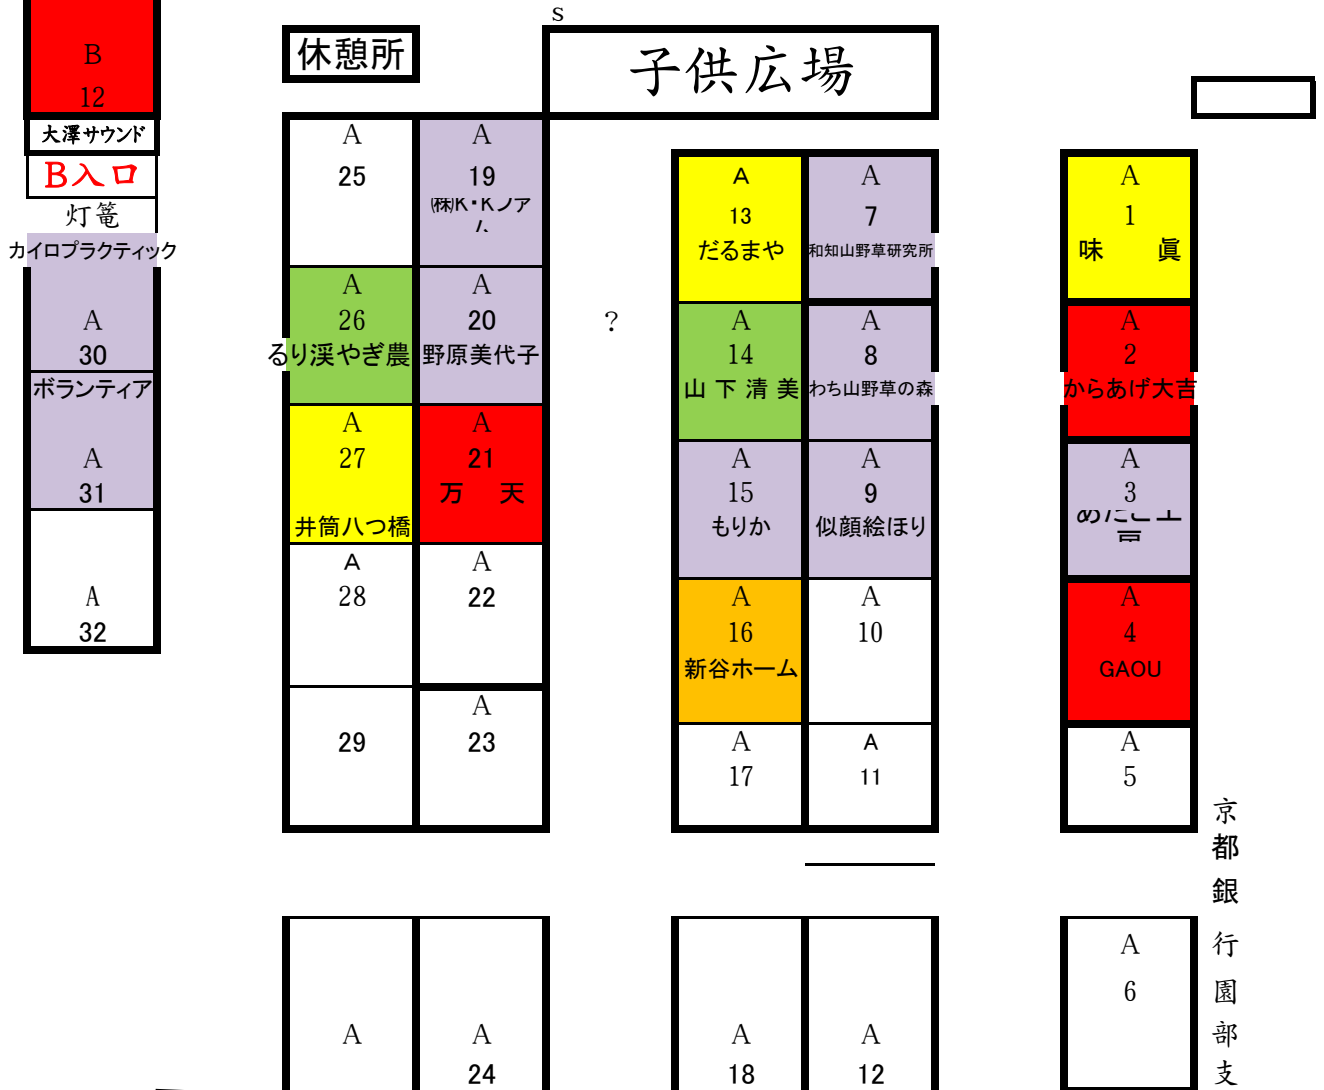 s
B
12
大澤サウンド
B入口
灯篭
カイロプラクティック
A
30
ボランティア
A
31
A
32
休憩所
子供広場
A
25
A
26
るり渓やぎ農
A
27
井筒八つ橋
A
28
29
A
A
19
㈱K・Kファ
ム
A
20
野原美代子
A
21
万 天
A
22
A
23
A
24
?
A
13
だるまや
A
14
山下清美
A
15
もりか
A
16
新谷ホーム
A
17
A
18
A
7
和知山野草研究所
A
8
わち山野草の森
A
9
似顔絵ほり
A
10
A
11
A
12
A
1
味 眞
A
2
からあげ大吉
A
3
A
4
GAOU
A
5
A
6
京
都
銀
行
園
部
支